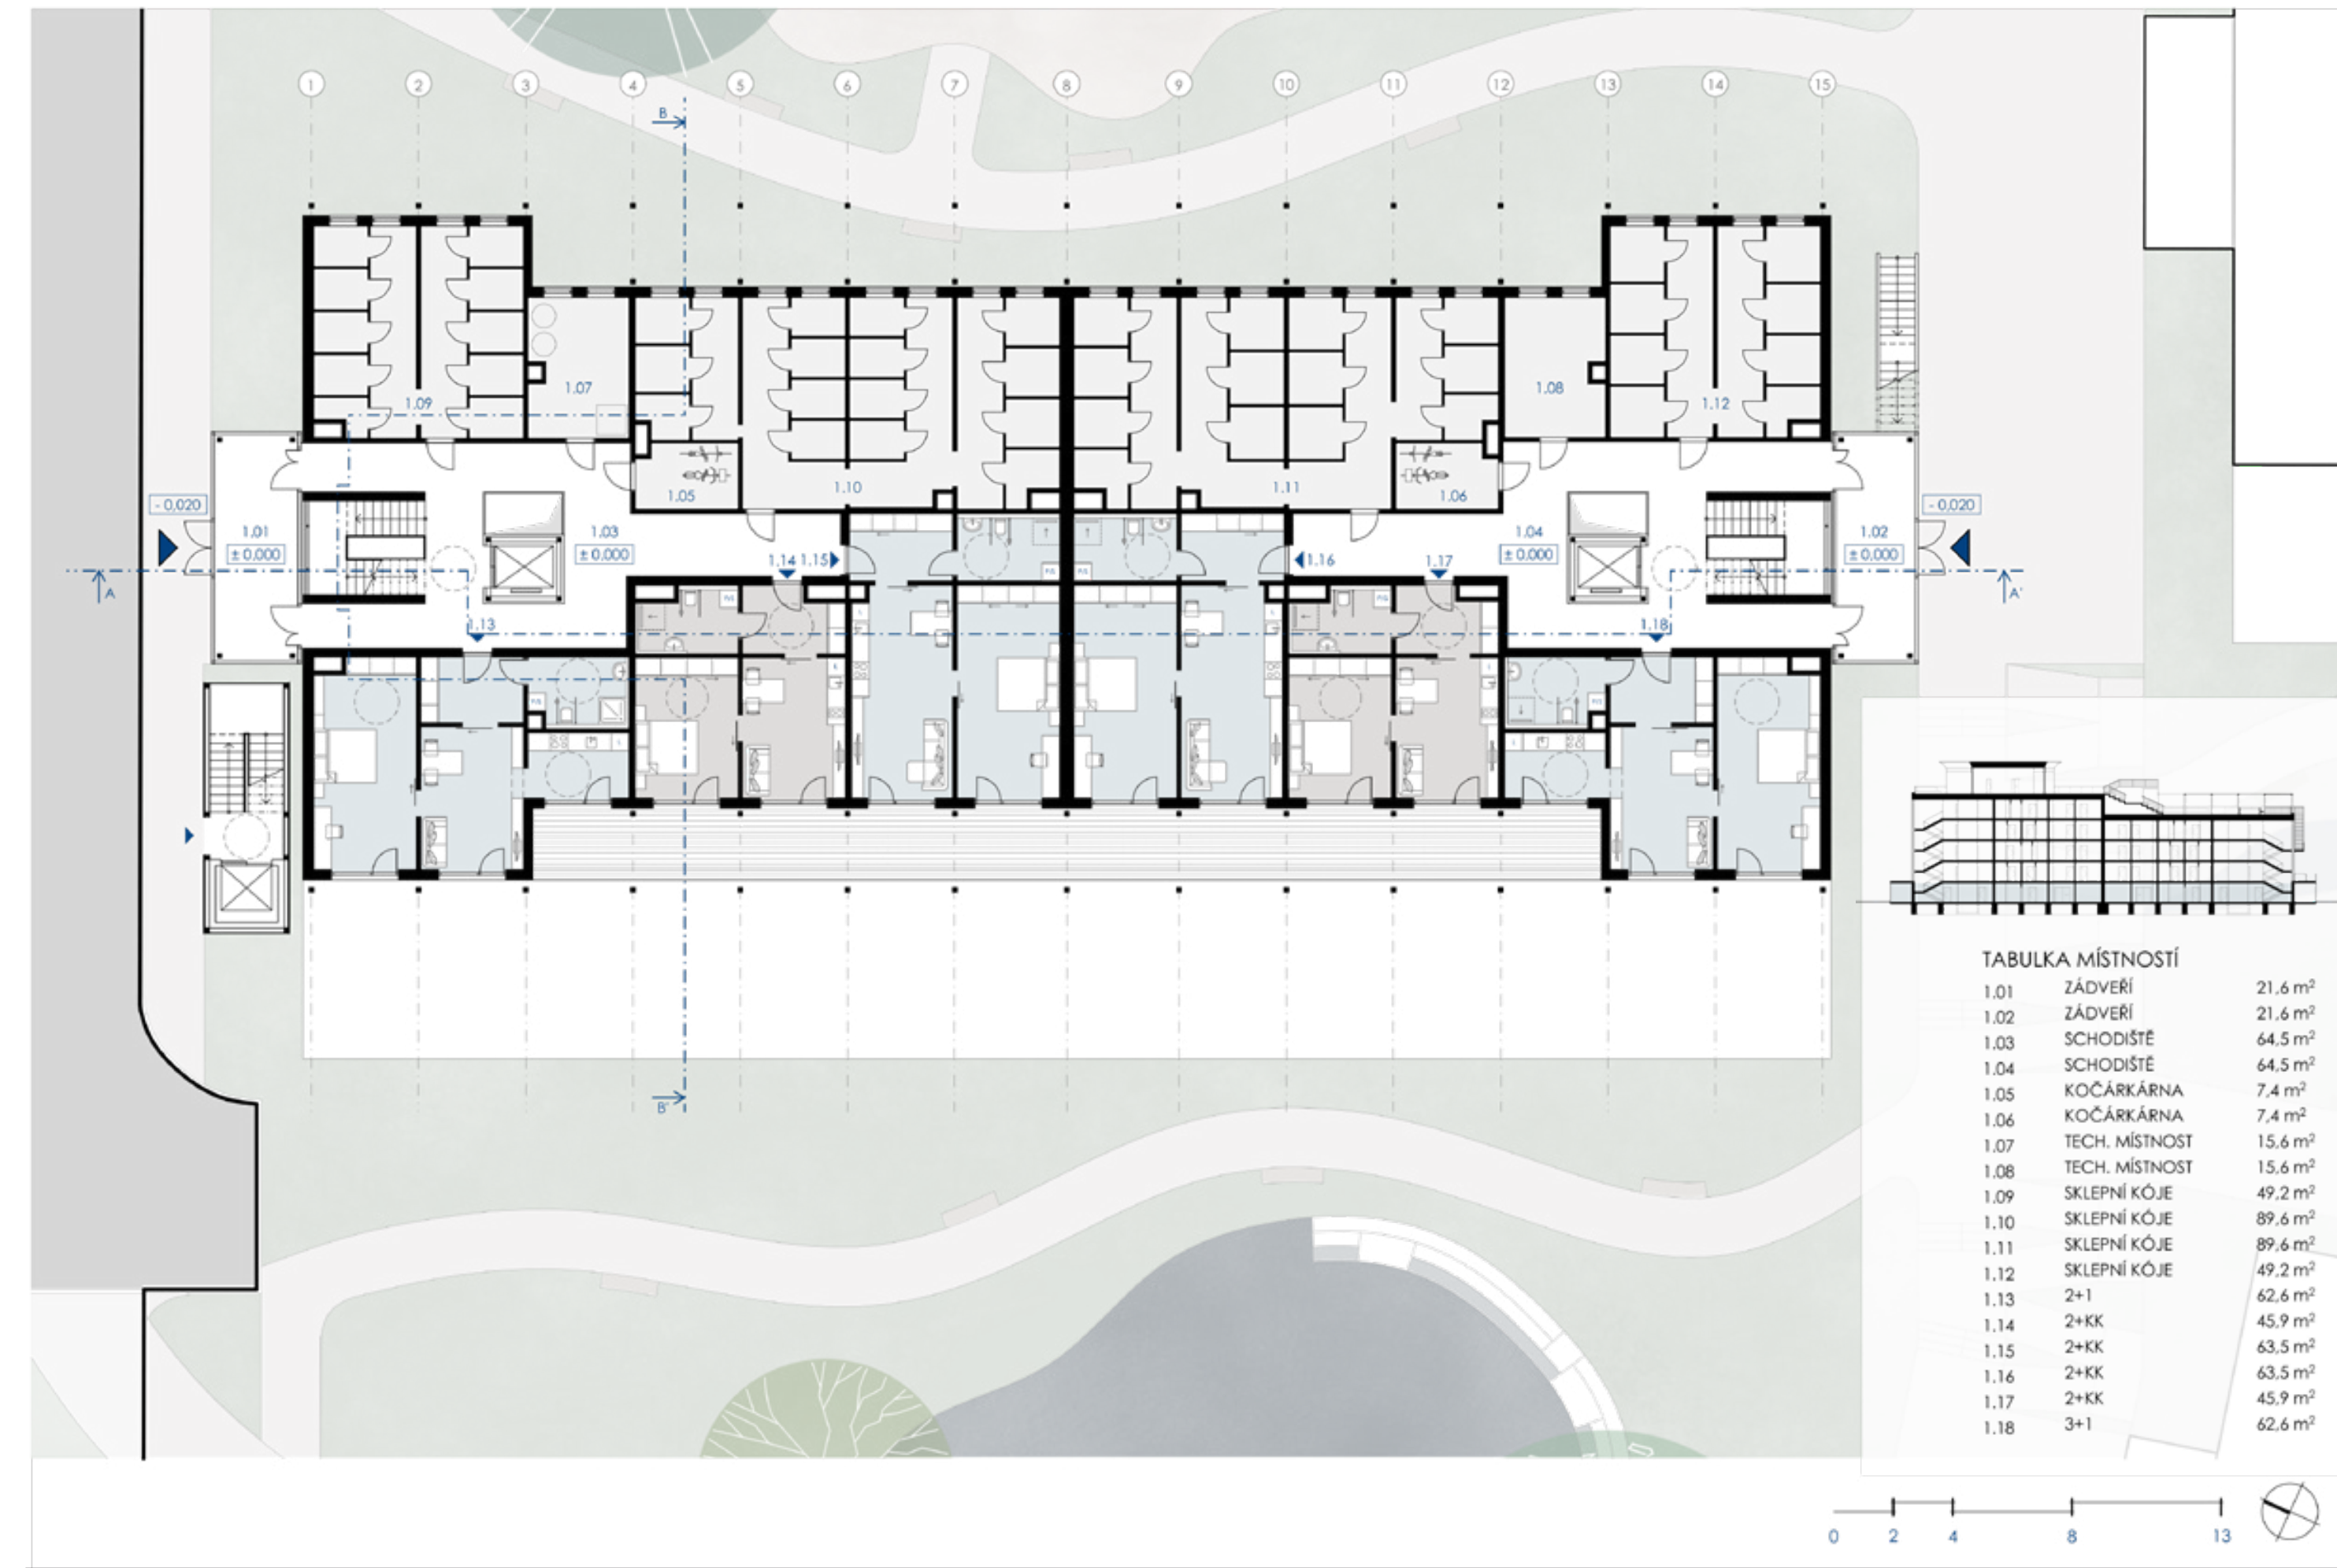 1 2 3 4 5 6 7 8 9 10 11 12 13 14 15
B
1.09
1.07
1.08
1.12
1.05
1.10
1.11
1.06
- 0,020
- 0,020
1.01
± 0,000
1.03
± 0,000
1.04
± 0,000
1.02
± 0,000
1.14 1.15
1.16
1.17
A
A'
1.13
1.18
B'
TABULKA MÍSTNOSTÍ
1.01 ZÁDVEŘÍ 21,6 m²
1.02 ZÁDVEŘÍ 21,6 m²
1.03 SCHODIŠTĚ 64,5 m²
1.04 SCHODIŠTĚ 64,5 m²
1.05 KOČÁRKÁRNA 7,4 m²
1.06 KOČÁRKÁRNA 7,4 m²
1.07 TECH. MÍSTNOST 15,6 m²
1.08 TECH. MÍSTNOST 15,6 m²
1.09 SKLEPNÍ KÓJE 49,2 m²
1.10 SKLEPNÍ KÓJE 89,6 m²
1.11 SKLEPNÍ KÓJE 89,6 m²
1.12 SKLEPNÍ KÓJE 49,2 m²
1.13 2+1 62,6 m²
1.14 2+KK 45,9 m²
1.15 2+KK 63,5 m²
1.16 2+KK 63,5 m²
1.17 2+KK 45,9 m²
1.18 3+1 62,6 m²
0 2 4 8 13